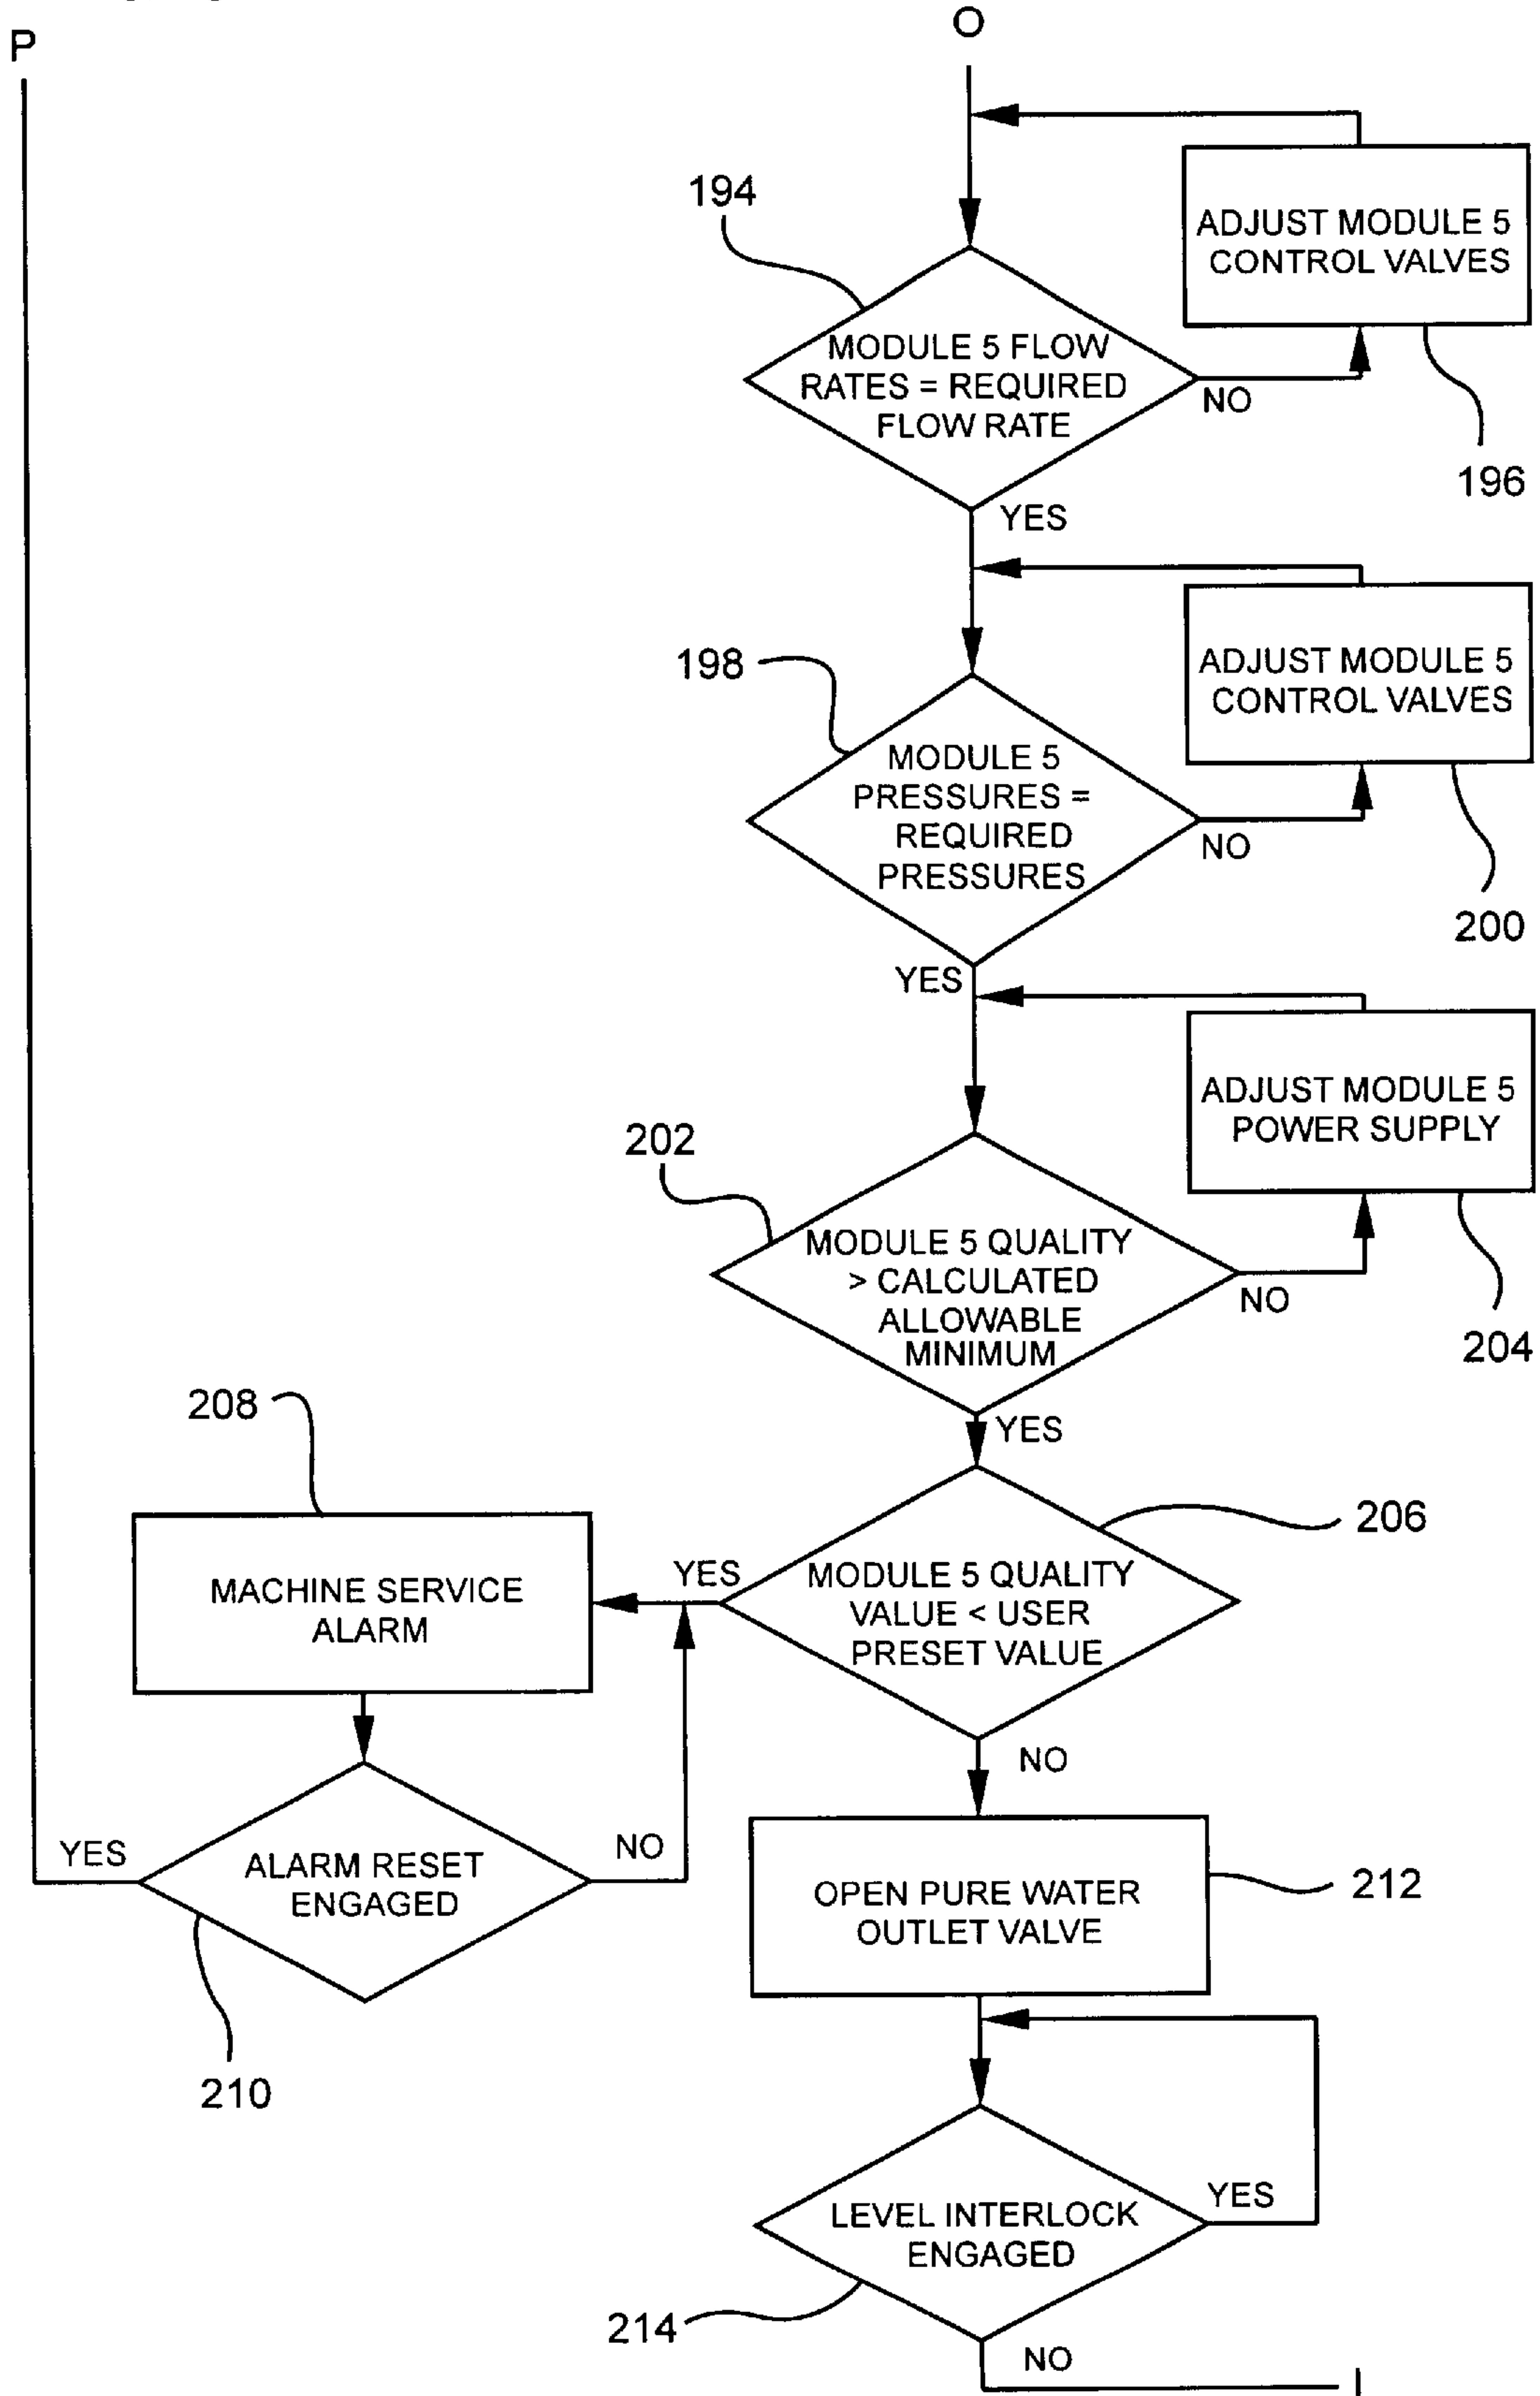 P
O
194
ADJUST MODULE 5
CONTROL VALVES
MODULE 5 FLOW
RATES = REQUIRED
FLOW RATE
NO
196
YES
198
ADJUST MODULE 5
CONTROL VALVES
MODULE 5
PRESSURES =
REQUIRED
PRESSURES
NO
200
YES
ADJUST MODULE 5
POWER SUPPLY
202
MODULE 5 QUALITY
> CALCULATED
ALLOWABLE
MINIMUM
NO
204
YES
208
206
MACHINE SERVICE
ALARM
YES
MODULE 5 QUALITY
VALUE < USER
PRESET VALUE
NO
YES
ALARM RESET
ENGAGED
NO
OPEN PURE WATER
OUTLET VALVE
212
210
LEVEL INTERLOCK
ENGAGED
YES
214
NO